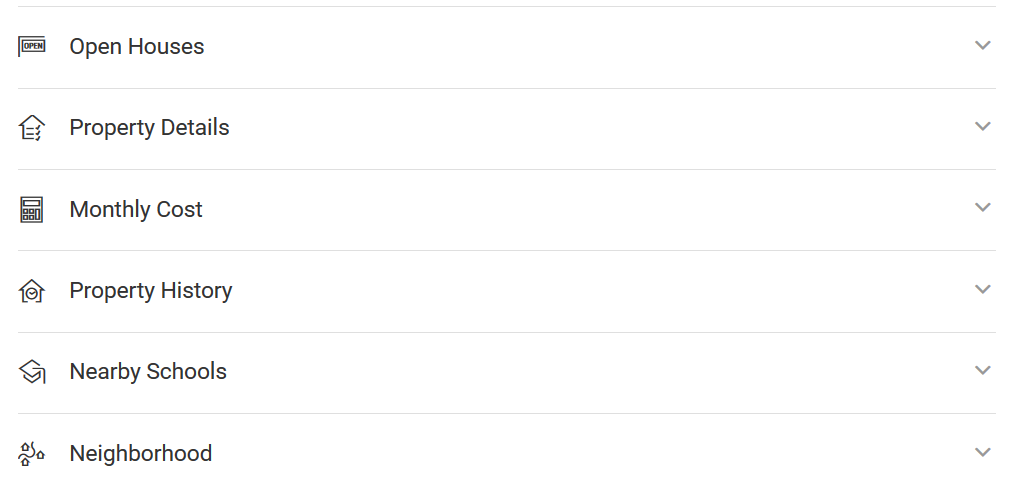 OPEN Open Houses
Property Details
Monthly Cost
Property History
Nearby Schools
Neighborhood